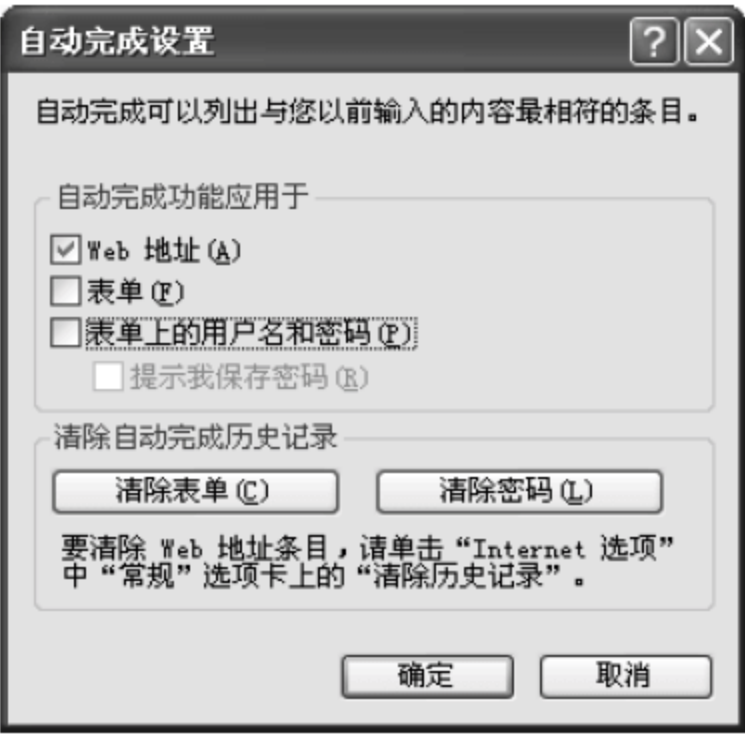 自动完成设置
自动完成可以列出与您以前输入的内容最相符的条目。
自动完成功能应用于
Web 地址(A)
表单(F)
表单上的用户名和密码(P)
提示我保存密码(R)
清除自动完成历史记录
清除表单(C) 清除密码(L)
要清除 Web 地址条目，请单击“Internet 选项”
中“常规”选项卡上的“清除历史记录”。
确定 取消